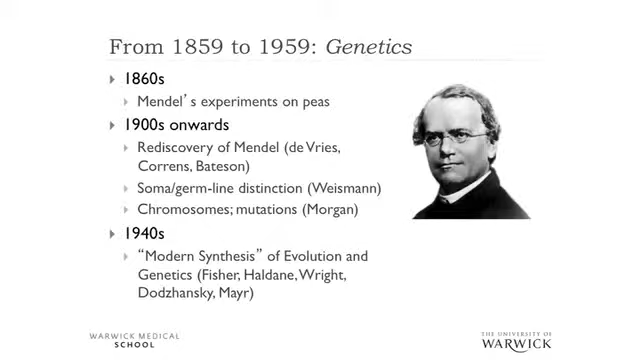 From 1859 to 1959: Genetics
1860s
Mendel's experiments on peas
1900s onwards
Rediscovery of Mendel (de Vries,
Correns, Bateson)
Soma/germ-line distinction (Weismann)
Chromosomes; mutations (Morgan)
1940s
“Modern Synthesis” of Evolution and
Genetics (Fisher, Haldane, Wright,
Dodzhansky, Mayr)
WARWICK MEDICAL
SCHOOL
THE UNIVERSITY OF
WARWICK